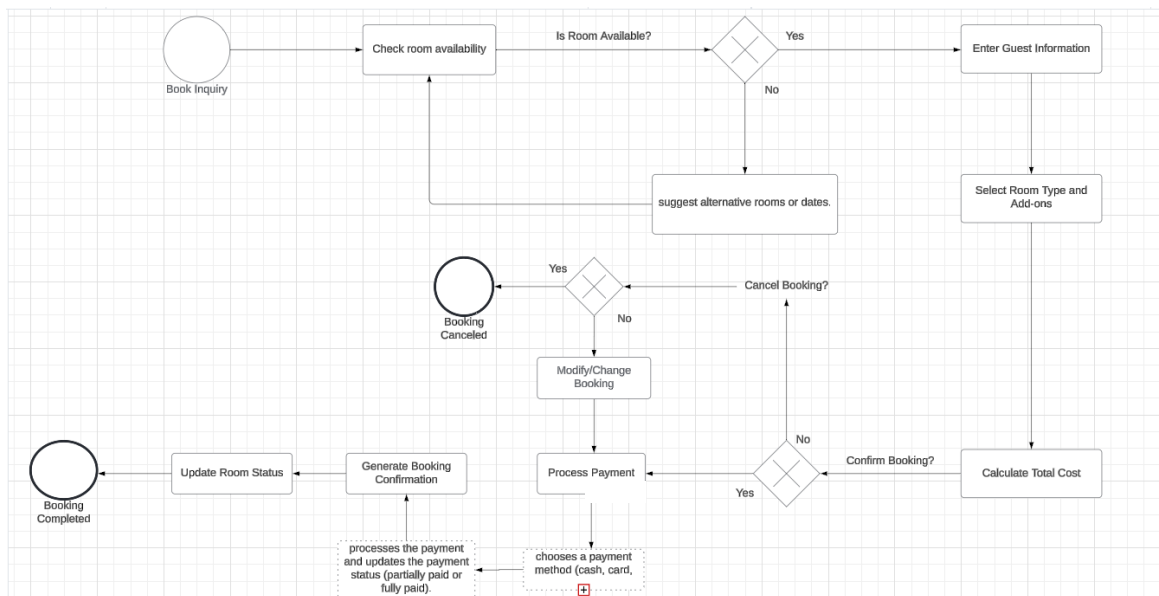 Book Inquiry
Check room availability
Is Room Available?
Yes
No
Enter Guest Information
suggest alternative rooms or dates.
Select Room Type and
Add-ons
Cancel Booking?
Yes
No
Booking
Canceled
Modify/Change
Booking
Calculate Total Cost
Confirm Booking?
No
Yes
Process Payment
chooses a payment
method (cash, card,
processes the payment
and updates the payment
status (partially paid or
fully paid).
Generate Booking
Confirmation
Update Room Status
Booking
Completed